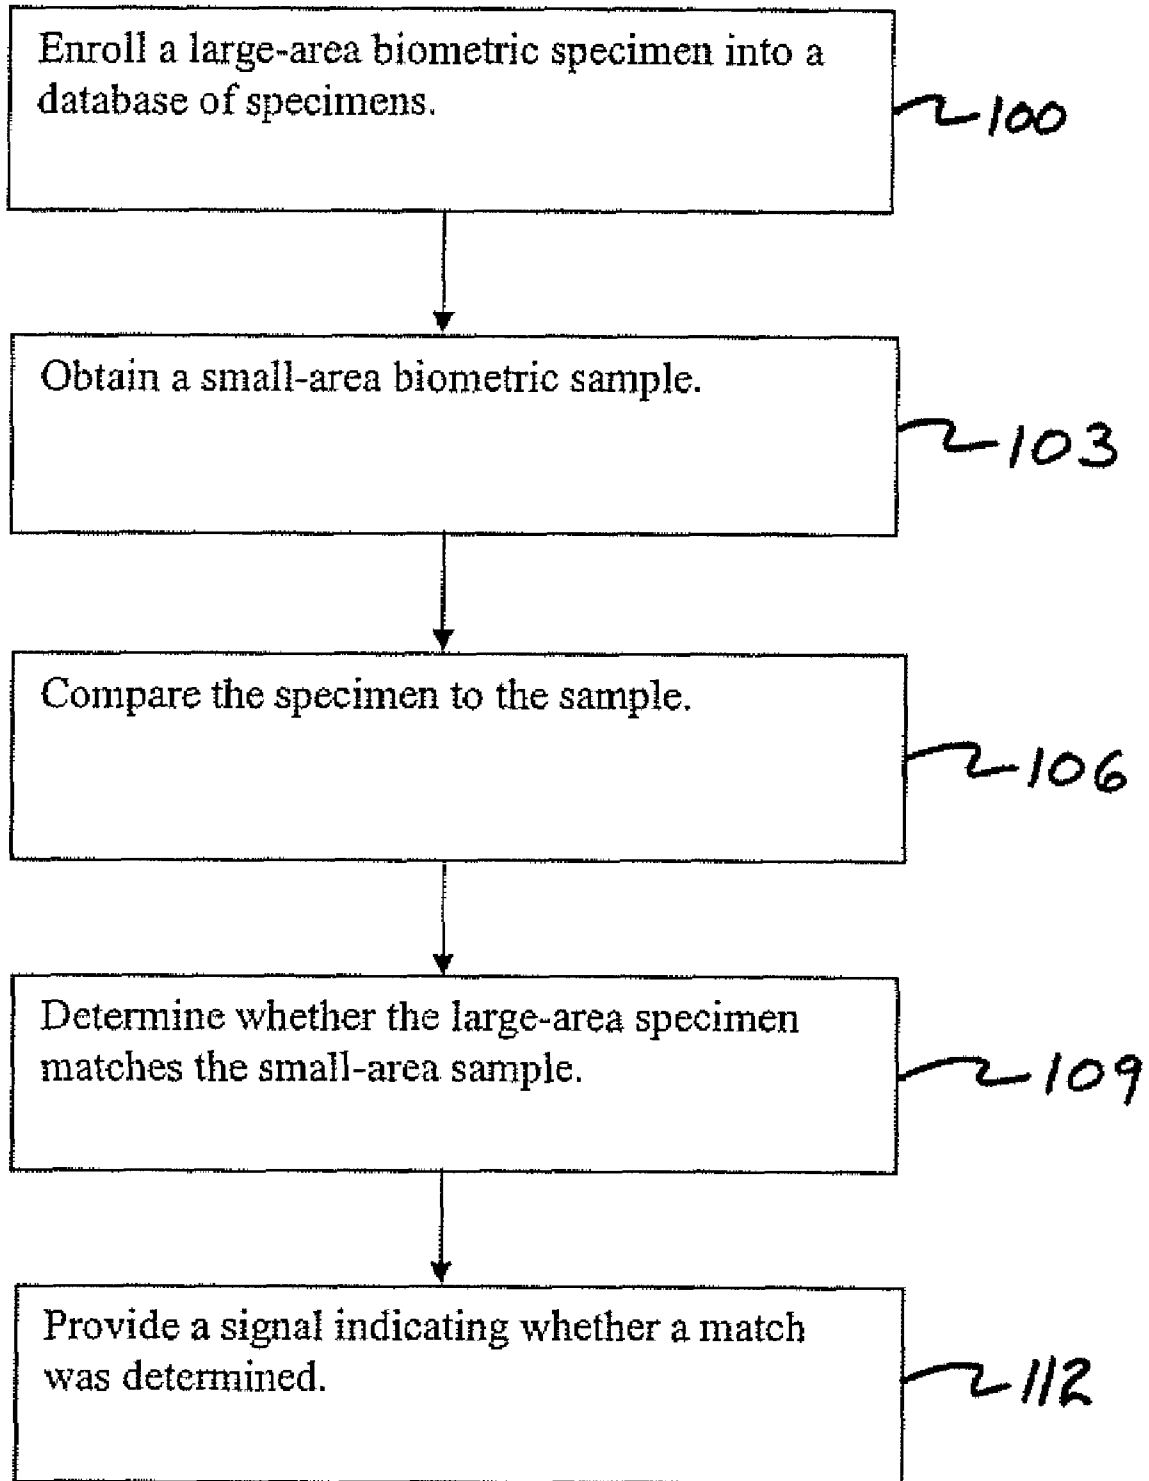 Enroll a large-area biometric specimen into a
database of specimens.
100
Obtain a small-area biometric sample.
103
Compare the specimen to the sample.
106
Determine whether the large-area specimen
matches the small-area sample.
109
Provide a signal indicating whether a match
was determined.
112